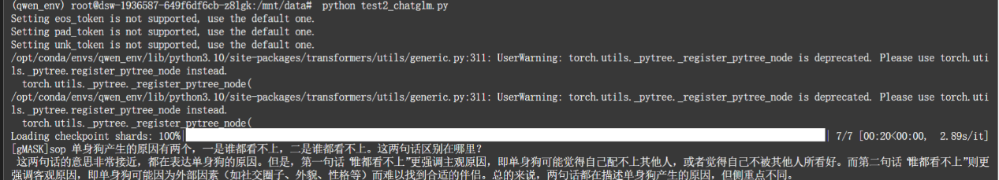 (qwen_env) root@dsw-1936587-649f6df6cb-z8lgk:/mnt/data#  python test2_chatglm.py
Setting eos_token is not supported, use the default one.
Setting pad_token is not supported, use the default one.
Setting unk_token is not supported, use the default one.
/opt/conda/envs/qwen_env/lib/python3.10/site-packages/transformers/utils/generic.py:311: UserWarning: torch.utils._pytree._register_pytree_node is deprecated. Please use torch.uti
ls._pytree.register_pytree_node instead.
  torch.utils._pytree._register_pytree_node(
/opt/conda/envs/qwen_env/lib/python3.10/site-packages/transformers/utils/generic.py:311: UserWarning: torch.utils._pytree._register_pytree_node is deprecated. Please use torch.uti
ls._pytree.register_pytree_node instead.
  torch.utils._pytree._register_pytree_node(
Loading checkpoint shards: 100%| | 7/7 [00:20<00:00,  2.89s/it]
[gMASK]sop 单身狗产生的原因有两个，一是谁都看不上，二是谁都看不上。这两句话区别在哪里？
 这两句话的意思非常接近，都在表达单身狗的原因。但是，第一句话“谁都看不上”更强调主观原因，即单身狗可能觉得自己配不上其他人，或者觉得自己不被其他人所看好。而第二句话“谁都看不上”则更
强调客观原因，即单身狗可能因为外部因素（如社交圈子、外貌、性格等）而难以找到合适的伴侣。总的来说，两句话都在描述单身狗产生的原因，但侧重点不同。